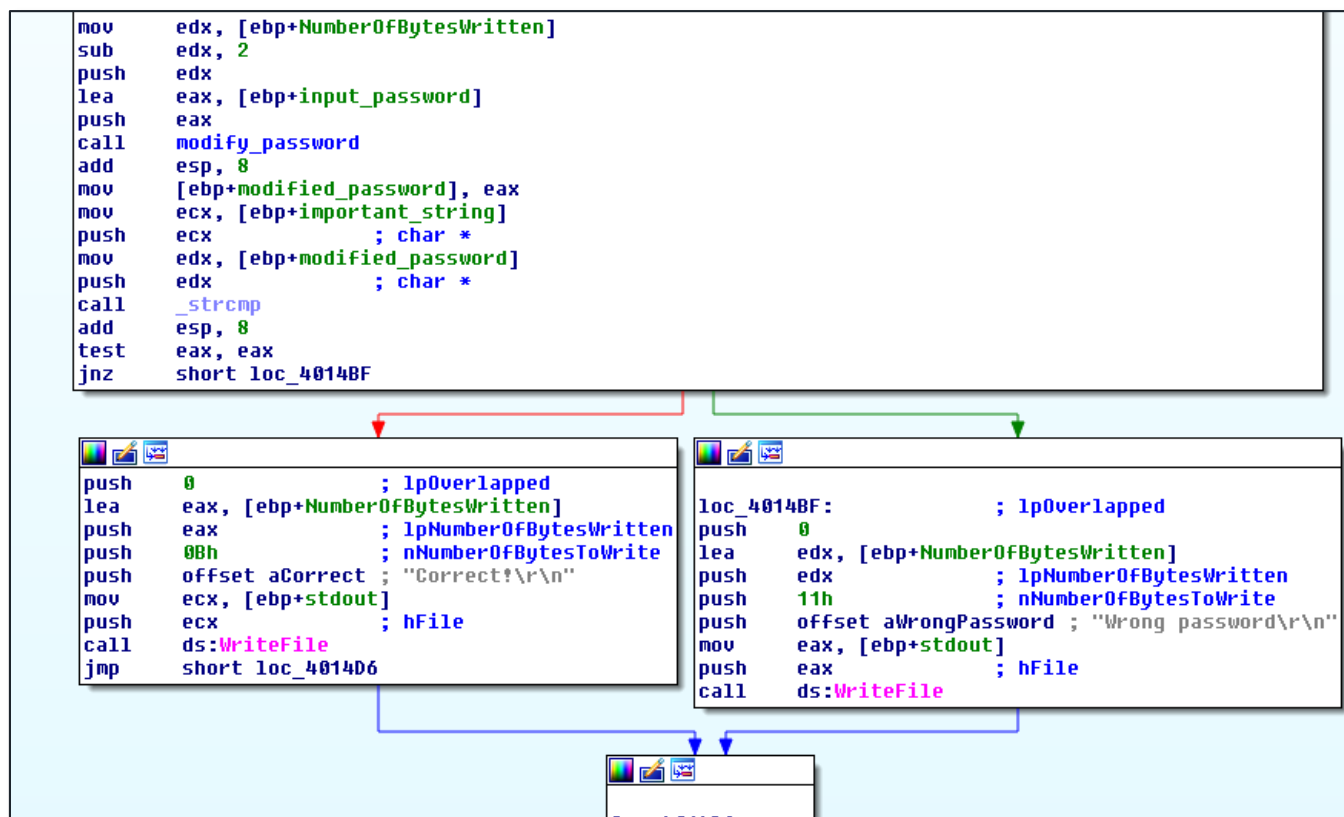 mov edx, [ebp+NumberOfBytesWritten]
sub edx, 2
push edx
lea eax, [ebp+input_password]
push eax
call modify_password
add esp, 8
mov [ebp+modified_password], eax
mov ecx, [ebp+important_string]
push ecx ; char *
mov edx, [ebp+modified_password]
push edx ; char *
call _strcmp
add esp, 8
test eax, eax
jnz short loc_4014BF
push 0 ; lpOverlapped
lea eax, [ebp+NumberOfBytesWritten]
push eax ; lpNumberOfBytesWritten
push 0Bh ; nNumberOfBytesToWrite
push offset aCorrect ; "Correct!\r\n"
mov ecx, [ebp+stdout]
push ecx ; hFile
call ds:WriteFile
jmp short loc_4014D6
loc_4014BF: ; lpOverlapped
push 0
lea edx, [ebp+NumberOfBytesWritten]
push edx ; lpNumberOfBytesWritten
push 11h ; nNumberOfBytesToWrite
push offset aWrongPassword ; "Wrong password\r\n"
mov eax, [ebp+stdout]
push eax ; hFile
call ds:WriteFile